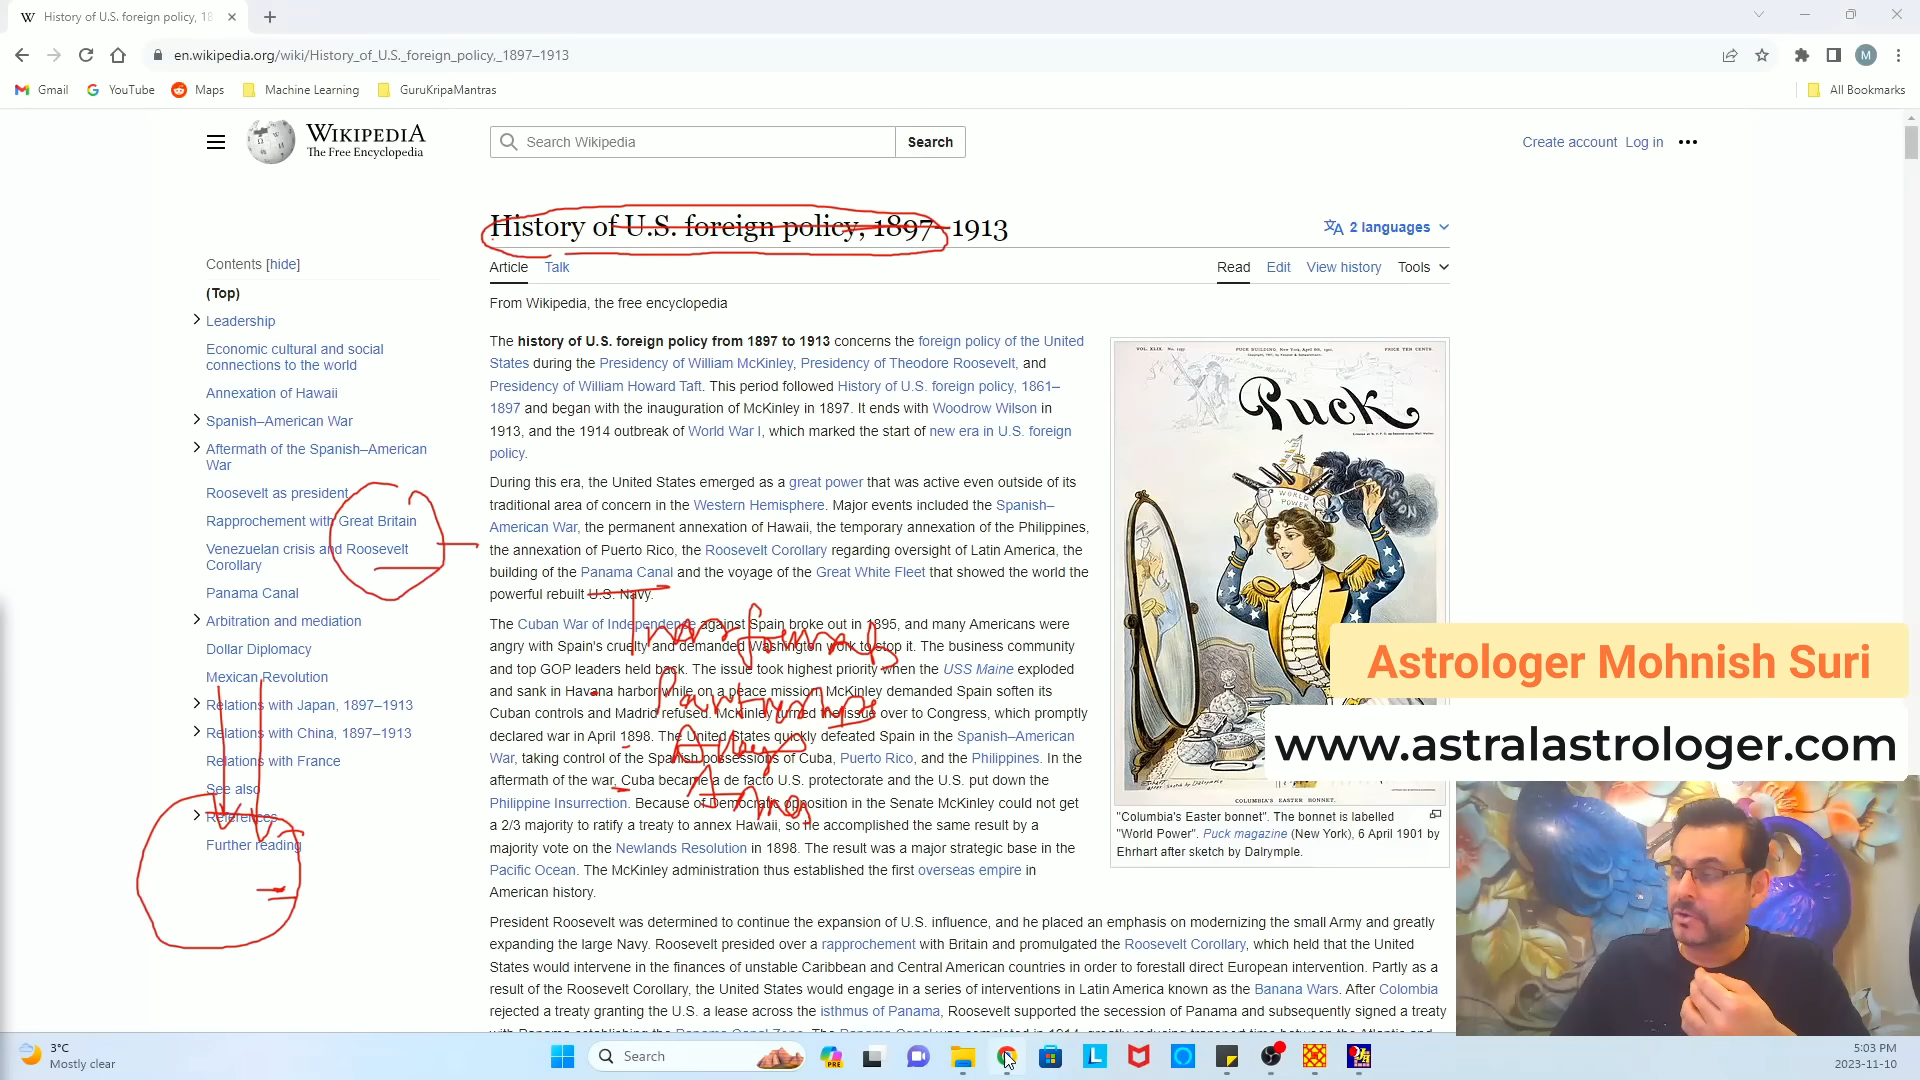 History of U.S. foreign policy, 18
en.wikipedia.org/wiki/History_of_U.S._foreign_policy,_1897–1913
M
Gmail YouTube Maps Machine Learning GuruKripaMantras All Bookmarks
WIKIPEDIA
The Free Encyclopedia
Search Wikipedia Search
Create account Log in
History of U.S. foreign policy, 1897–1913
2 languages
Contents [hide]
(Top)
Leadership
Economic cultural and social
connections to the world
Annexation of Hawaii
Spanish–American War
Aftermath of the Spanish–American
War
Roosevelt as president
Rapprochement with Great Britain
Venezuelan crisis and Roosevelt
Corollary
Panama Canal
Arbitration and mediation
Dollar Diplomacy
Mexican Revolution
Relations with Japan, 1897–1913
Relations with China, 1897–1913
Relations with France
See also
References
Further reading
Article Talk Read Edit View history Tools
From Wikipedia, the free encyclopedia
The history of U.S. foreign policy from 1897 to 1913 concerns the foreign policy of the United
States during the Presidency of William McKinley, Presidency of Theodore Roosevelt, and
Presidency of William Howard Taft. This period followed History of U.S. foreign policy, 1861–
1897 and began with the inauguration of McKinley in 1897. It ends with Woodrow Wilson in
1913, and the 1914 outbreak of World War I, which marked the start of new era in U.S. foreign
policy.
During this era, the United States emerged as a great power that was active even outside of its
traditional area of concern in the Western Hemisphere. Major events included the Spanish–
American War, the permanent annexation of Hawaii, the temporary annexation of the Philippines,
the annexation of Puerto Rico, the Roosevelt Corollary regarding oversight of Latin America, the
building of the Panama Canal and the voyage of the Great White Fleet that showed the world the
powerful rebuilt U.S. Navy.
The Cuban War of Independence against Spain broke out in 1895, and many Americans were
angry with Spain's cruelty and demanded Washington work to stop it. The business community
and top GOP leaders held back. The issue took highest priority when the USS Maine exploded
and sank in Havana harbor while on a peace mission. McKinley demanded Spain soften its
Cuban controls and Madrid refused. McKinley turned the issue over to Congress, which promptly
declared war in April 1898. The United States quickly defeated Spain in the Spanish–American
War, taking control of the Spanish possessions of Cuba, Puerto Rico, and the Philippines. In the
aftermath of the war, Cuba became a de facto U.S. protectorate and the U.S. put down the
Philippine Insurrection. Because of Democratic opposition in the Senate McKinley could not get
a 2/3 majority to ratify a treaty to annex Hawaii, so he accomplished the same result by a
majority vote on the Newlands Resolution in 1898. The result was a major strategic base in the
Pacific Ocean. The McKinley administration thus established the first overseas empire in
American history.
President Roosevelt was determined to continue the expansion of U.S. influence, and he placed an emphasis on modernizing the small Army and greatly
expanding the large Navy. Roosevelt presided over a rapprochement with Britain and promulgated the Roosevelt Corollary, which held that the United
States would intervene in the finances of unstable Caribbean and Central American countries in order to forestall direct European intervention. Partly as a
result of the Roosevelt Corollary, the United States would engage in a series of interventions in Latin America known as the Banana Wars. After Colombia
rejected a treaty granting the U.S. a lease across the isthmus of Panama, Roosevelt supported the secession of Panama and subsequently signed a treaty
Puck
WORLD
POWER
COLUMBIA'S EASTER BONNET.
"Columbia's Easter bonnet". The bonnet is labelled
"World Power". Puck magazine (New York), 6 April 1901 by
Ehrhart after sketch by Dalrymple.
Astrologer Mohnish Suri
www.astralastrologer.com
3°C
Mostly clear
Search
PRE
L
5:03 PM
2023-11-10